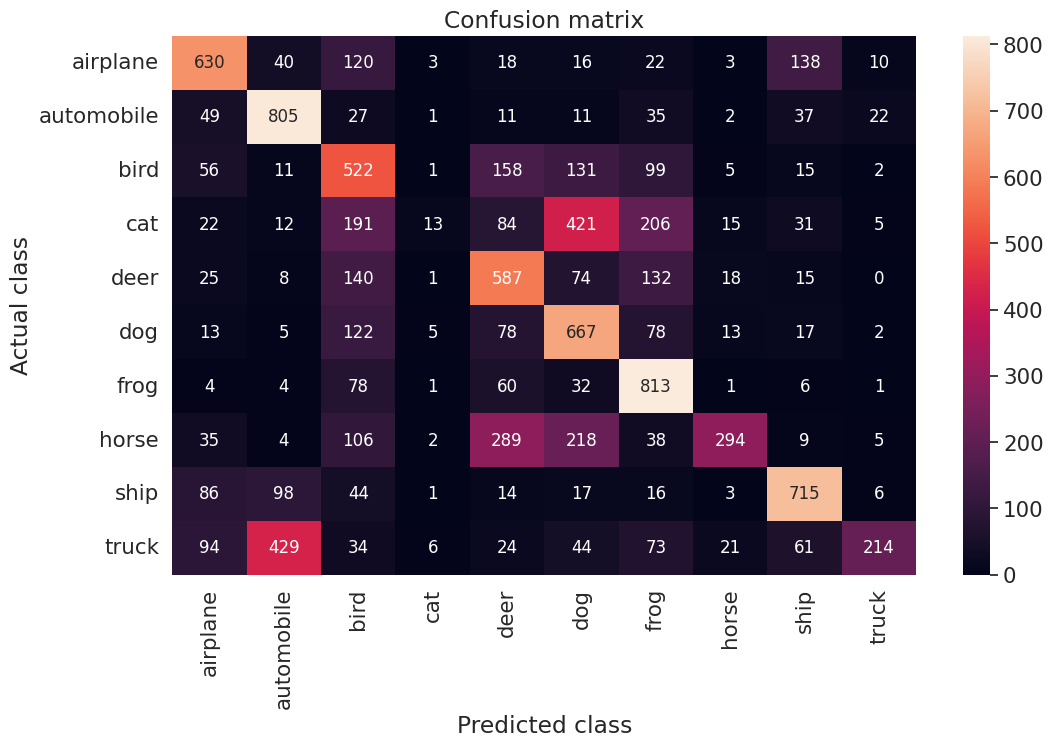 Confusion matrix
airplane 630 40 120 3 18 16 22 3 138 10
automobile 49 805 27 1 11 11 35 2 37 22
bird 56 11 522 1 158 131 99 5 15 2
cat 22 12 191 13 84 421 206 15 31 5
deer 25 8 140 1 587 74 132 18 15 0
dog 13 5 122 5 78 667 78 13 17 2
frog 4 4 78 1 60 32 813 1 6 1
horse 35 4 106 2 289 218 38 294 9 5
ship 86 98 44 1 14 17 16 3 715 6
truck 94 429 34 6 24 44 73 21 61 214
airplane automobile bird cat deer dog frog horse ship truck
Predicted class
Actual class
800
700
600
500
400
300
200
100
0